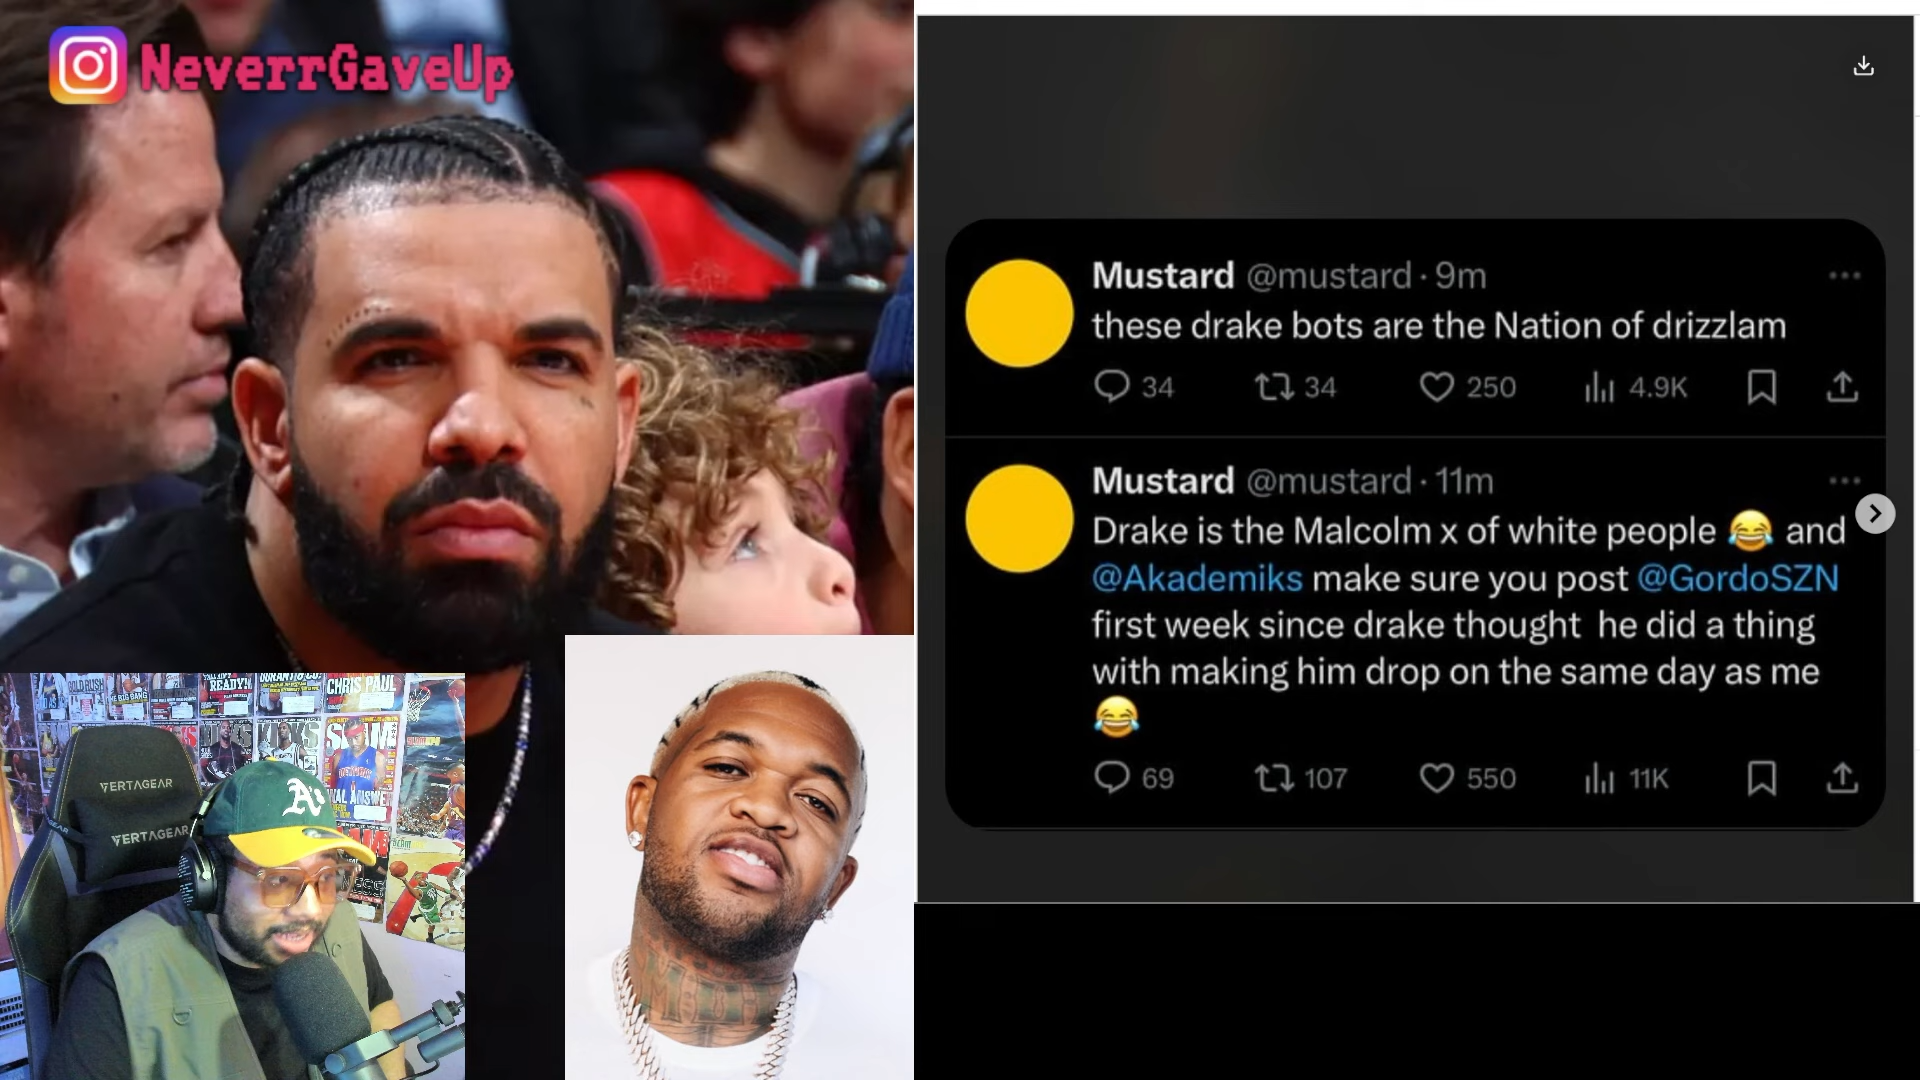 NeverrGaveUp
Mustard @mustard · 9m
these drake bots are the Nation of drizzlam
34 34 250 4.9K
Mustard @mustard · 11m
Drake is the Malcolm x of white people 😂 and
@Akademiks make sure you post @GordoSZN
first week since drake thought he did a thing
with making him drop on the same day as me
😂
69 107 550 11K
READY!
CHRIS PAUL
KICKS
KICKS
SLAM
VERTAGEAR
VERTAGEAR
A's